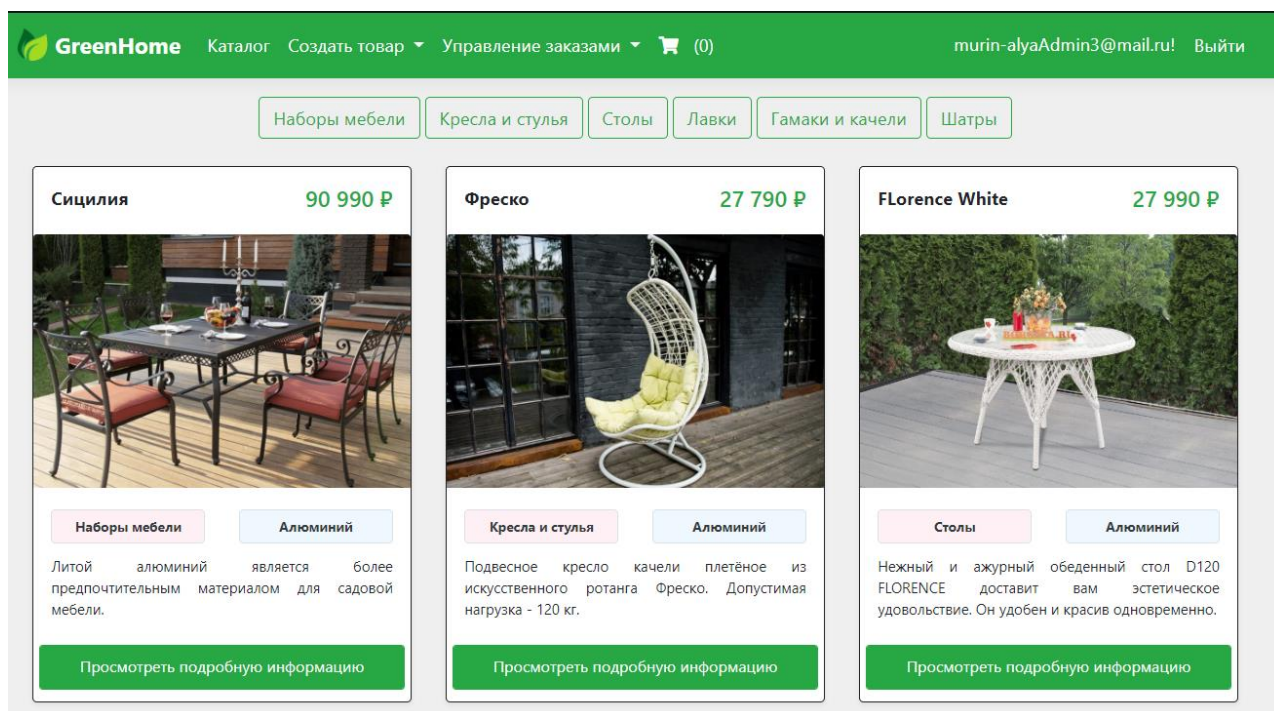 GreenHome Каталог Создать товар Управление заказами (0) murin-alyaAdmin3@mail.ru! Выйти
Наборы мебели Кресла и стулья Столы Лавки Гамаки и качели Шатры
Сицилия 90 990 ₽
Наборы мебели Алюминий
Литой алюминий является более
предпочтительным материалом для садовой
мебели.
Просмотреть подробную информацию
Фреско 27 790 ₽
Кресла и стулья Алюминий
Подвесное кресло качели плетёное из
искусственного ротанга Фреско. Допустимая
нагрузка - 120 кг.
Просмотреть подробную информацию
FLorence White 27 990 ₽
Столы Алюминий
Нежный и ажурный обеденный стол D120
FLORENCE доставит вам эстетическое
удовольствие. Он удобен и красив одновременно.
Просмотреть подробную информацию